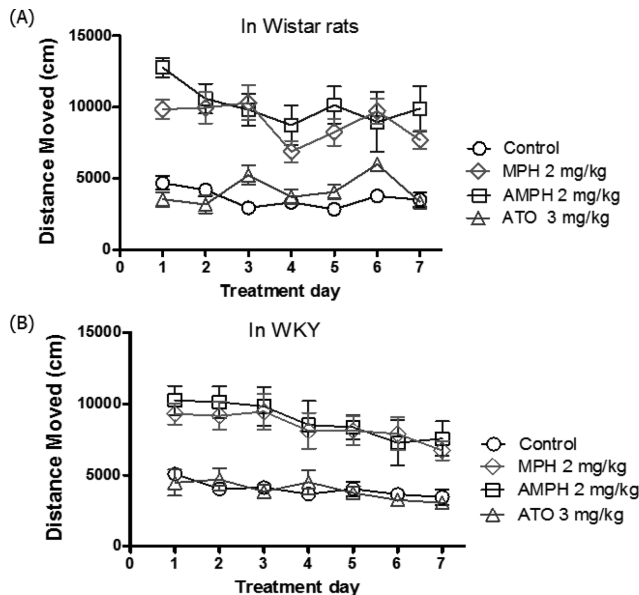 (A)
In Wistar rats
Distance Moved (cm)
15000
10000
5000
0
0 1 2 3 4 5 6 7
Treatment day
Control
MPH 2 mg/kg
AMPH 2 mg/kg
ATO 3 mg/kg
(B)
In WKY
Distance Moved (cm)
15000
10000
5000
0
0 1 2 3 4 5 6 7
Treatment day
Control
MPH 2 mg/kg
AMPH 2 mg/kg
ATO 3 mg/kg